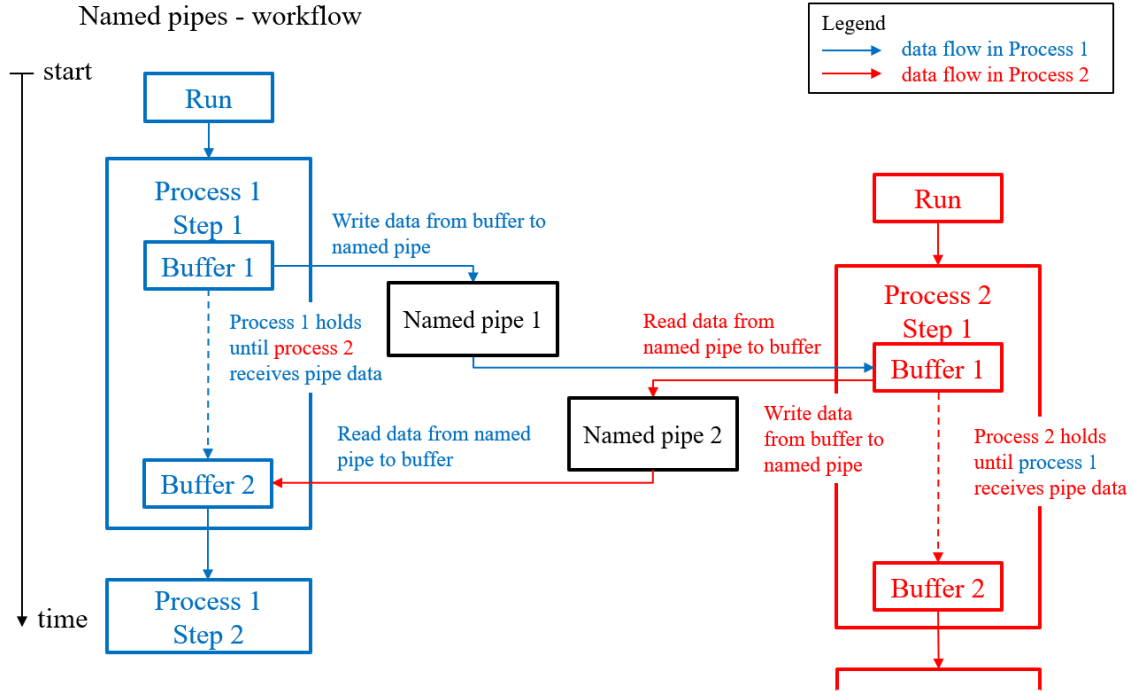 Named pipes - workflow
Legend
data flow in Process 1
data flow in Process 2
start
Run
Process 1
Step 1
Buffer 1
Write data from buffer to
named pipe
Named pipe 1
Process 1 holds
until process 2
receives pipe data
Run
Process 2
Step 1
Read data from
named pipe to buffer
Buffer 1
Named pipe 2
Write data
from buffer to
named pipe
Process 2 holds
until process 1
receives pipe data
Read data from named
pipe to buffer
Buffer 2
Buffer 2
Process 1
Step 2
time